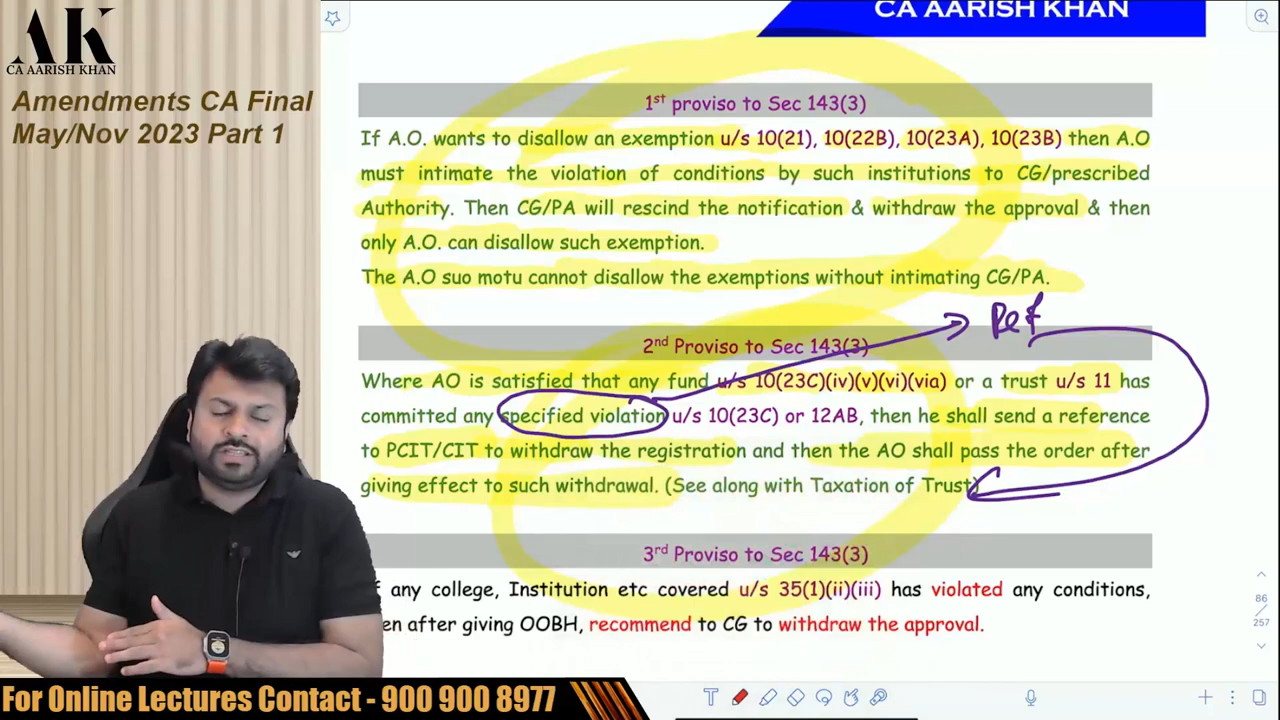 AK
CA AARISH KHAN
Amendments CA Final
May/Nov 2023 Part 1
CA AARISH KHAN
1st proviso to Sec 143(3)
If A.O. wants to disallow an exemption u/s 10(21), 10(22B), 10(23A), 10(23B) then A.O
must intimate the violation of conditions by such institutions to CG/prescribed
Authority. Then CG/PA will rescind the notification & withdraw the approval & then
only A.O. can disallow such exemption.
The A.O suo motu cannot disallow the exemptions without intimating CG/PA.
Ref
2nd Proviso to Sec 143(3)
Where AO is satisfied that any fund u/s 10(23C)(iv)(v)(vi)(via) or a trust u/s 11 has
committed any specified violation u/s 10(23C) or 12AB, then he shall send a reference
to PCIT/CIT to withdraw the registration and then the AO shall pass the order after
giving effect to such withdrawal. (See along with Taxation of Trust)
3rd Proviso to Sec 143(3)
any college, Institution etc covered u/s 35(1)(ii)(iii) has violated any conditions,
after giving OOBH, recommend to CG to withdraw the approval.
86
257
For Online Lectures Contact - 900 900 8977